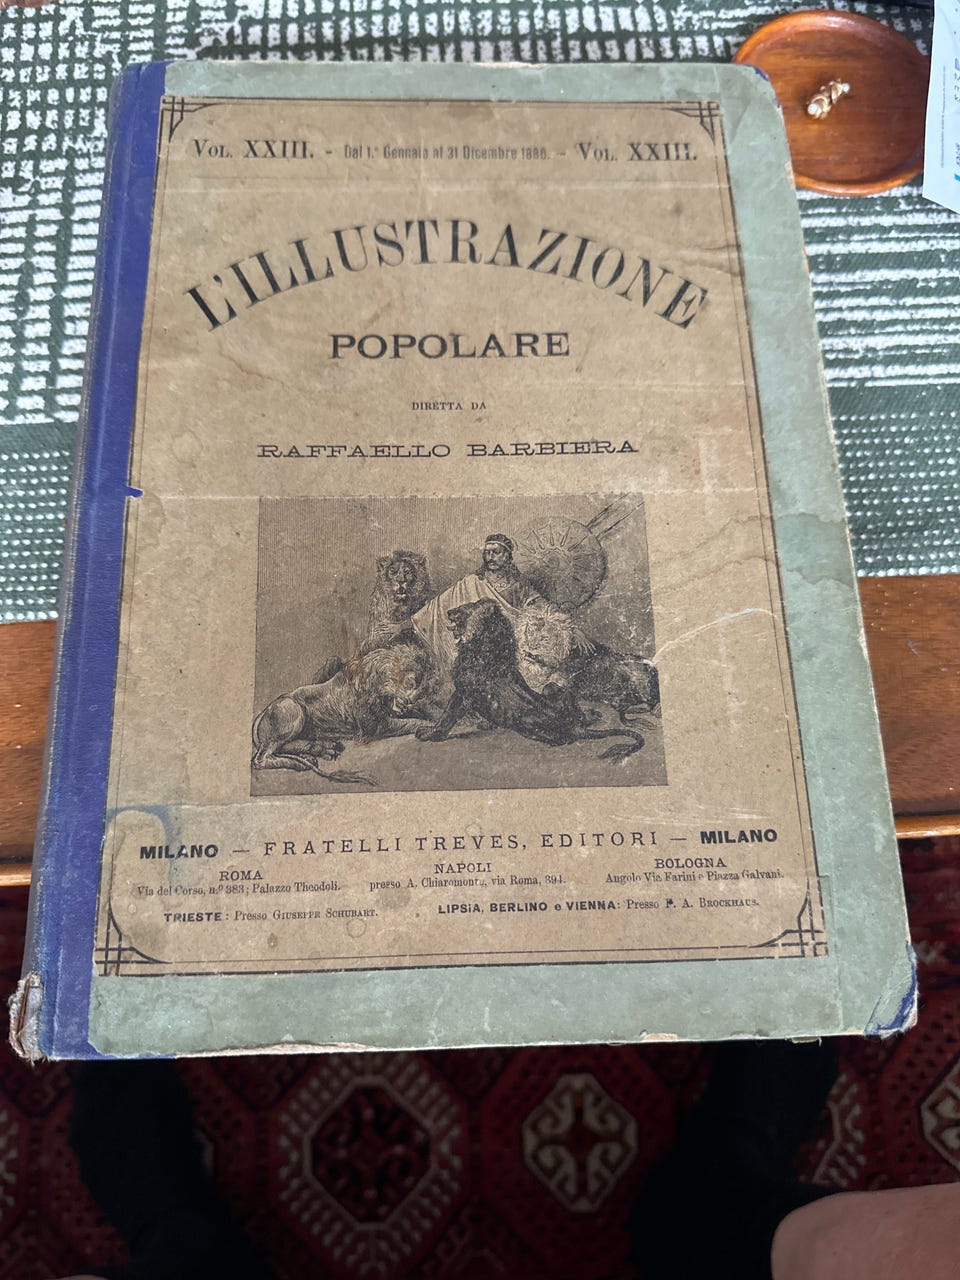 VOL. XXIII. – Dal 1.° Gennaio al 31 Dicembre 1886. – VOL. XXIII.
L'ILLUSTRAZIONE
POPOLARE
DIRETTA DA
RAFFAELLO BARBIERA
MILANO — FRATELLI TREVES, EDITORI — MILANO
ROMA
Via del Corso, n.º 383; Palazzo Theodoli.
NAPOLI
presso A. Chiaromonte, via Roma, 394.
BOLOGNA
Angolo Via Farini e Piazza Galvani.
TRIESTE: Presso GIUSEPPE SCHUBART.
LIPSIA, BERLINO e VIENNA: Presso F. A. BROCKHAUS.